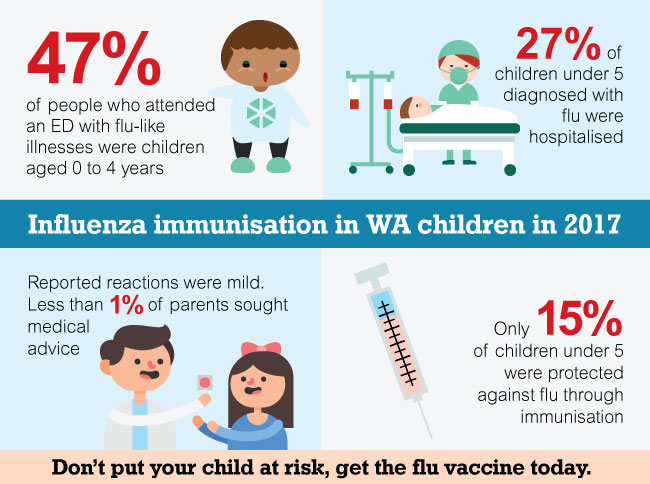 47%
of people who attended
an ED with flu-like
illnesses were children
aged 0 to 4 years
27% of
children under 5
diagnosed with
flu were
hospitalised
Influenza immunisation in WA children in 2017
Reported reactions were mild.
Less than 1% of parents sought
medical
advice
Only 15%
of children under 5
were protected
against flu through
immunisation
Don't put your child at risk, get the flu vaccine today.